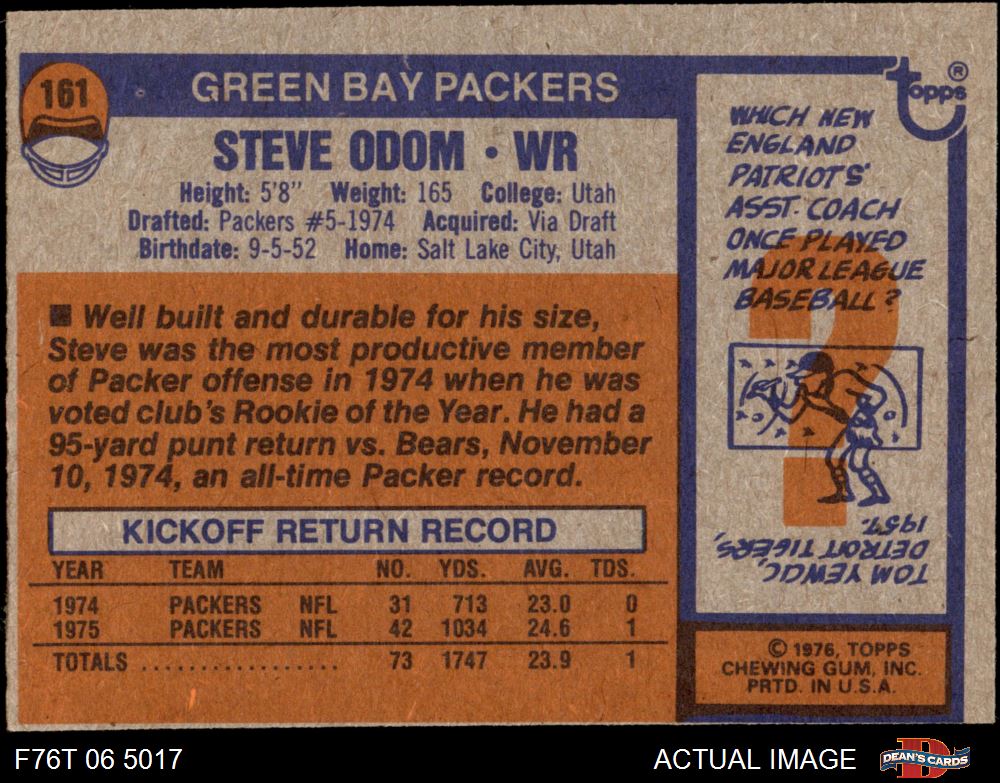 161
GREEN BAY PACKERS
STEVE ODOM • WR
Height: 5'8" Weight: 165 College: Utah
Drafted: Packers #5-1974 Acquired: Via Draft
Birthdate: 9-5-52 Home: Salt Lake City, Utah
■ Well built and durable for his size,
Steve was the most productive member
of Packer offense in 1974 when he was
voted club's Rookie of the Year. He had a
95-yard punt return vs. Bears, November
10, 1974, an all-time Packer record.
KICKOFF RETURN RECORD
YEAR TEAM NO. YDS. AVG. TDS.
1974 PACKERS NFL 31 713 23.0 0
1975 PACKERS NFL 42 1034 24.6 1
TOTALS .................. 73 1747 23.9 1
topps ®
WHICH NEW
ENGLAND
PATRIOTS'
ASST. COACH
ONCE PLAYED
MAJOR LEAGUE
BASEBALL?
?
TOM YEWCIC,
DETROIT TIGERS,
1957.
© 1976, TOPPS
CHEWING GUM, INC.
PRTD. IN U.S.A.
F76T 06 5017
ACTUAL IMAGE
DEAN'S CARDS